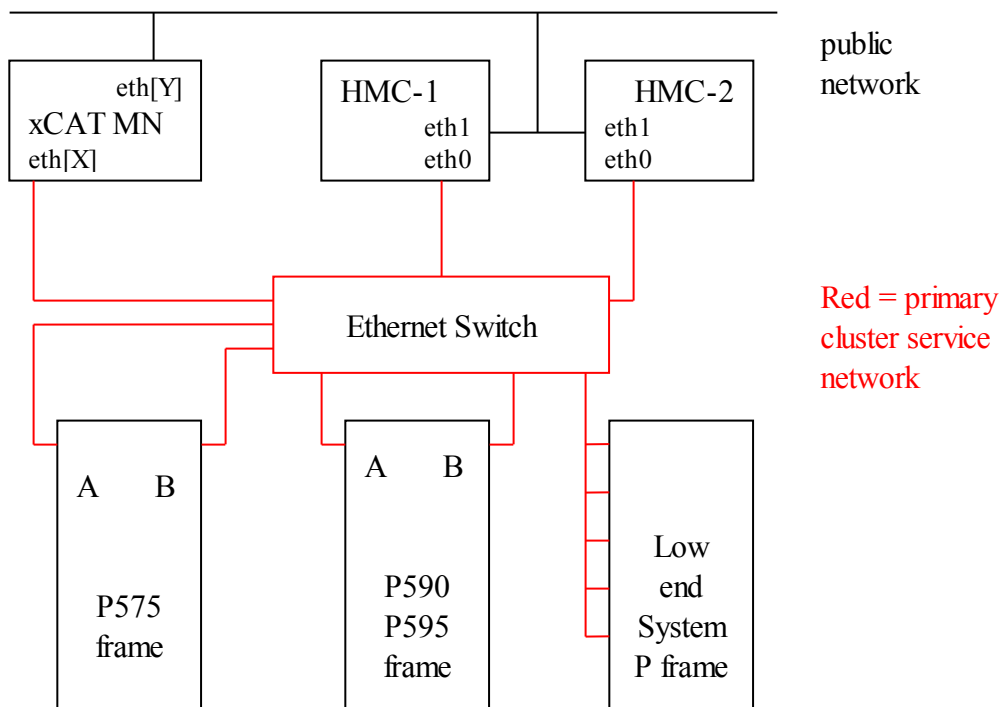 public
network
eth[Y]
xCAT MN
eth[X]
HMC-1
eth1
eth0
HMC-2
eth1
eth0
Ethernet Switch
Red = primary
cluster service
network
A B
P575
frame
A B
P590
P595
frame
Low
end
System
P frame